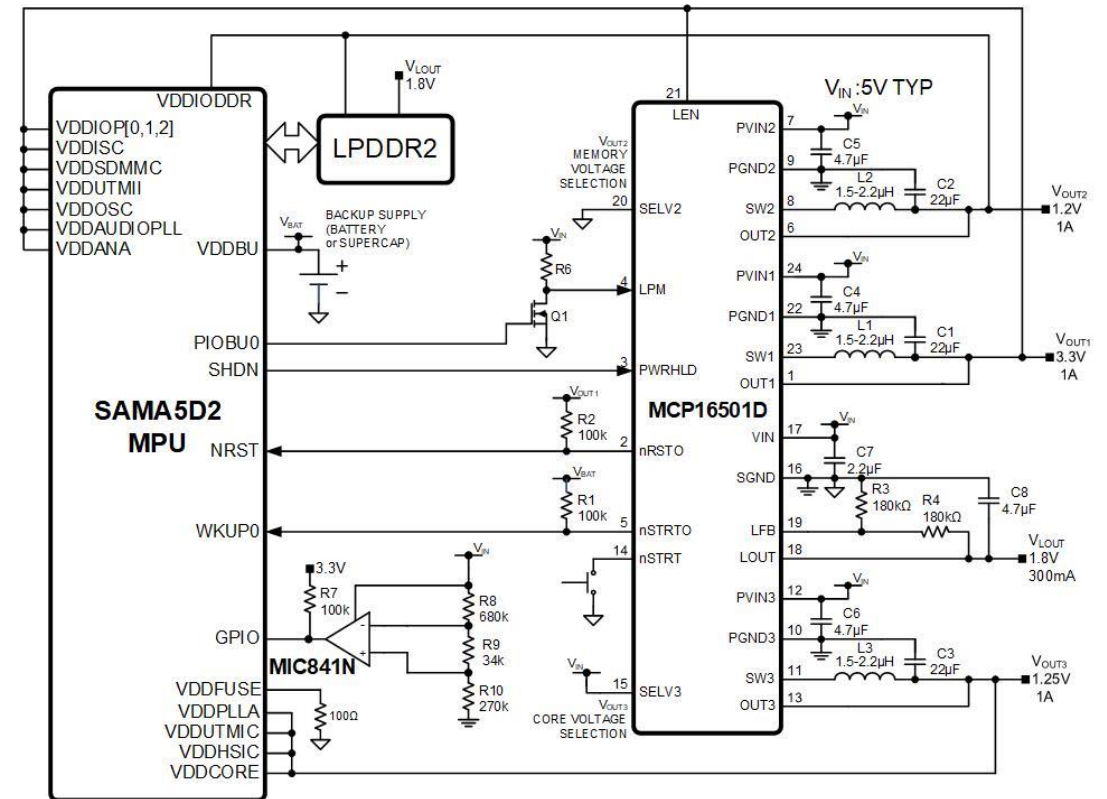 VDDIODDR
VDDIOP[0,1,2]
VDDISC
VDDSDMMC
VDDUTMII
VDDOSC
VDDAUDIOPLL
VDDANA
VDDBU
PIOBU0
SHDN
SAMA5D2
MPU
NRST
WKUP0
GPIO
VDDFUSE
VDDPLLA
VDDUTMIC
VDDHSIC
VDDCORE
VLOUT
1.8V
LPDDR2
VBAT
BACKUP SUPPLY
(BATTERY
or SUPERCAP)
+
−
VIN
R6
Q1
VOUT1
R2
100k
VBAT
R1
100k
3.3V
R7
100k
VIN
R8
680k
-
+
R9
34k
MIC841N
R10
270k
100Ω
VOUT2
MEMORY
VOLTAGE
SELECTION
VIN
VOUT3
CORE VOLTAGE
SELECTION
21
LEN
20
SELV2
4
LPM
3
PWRHLD
MCP16501D
2
nRSTO
5
nSTRTO
14
nSTRT
15
SELV3
VIN :5V TYP
PVIN2
7
VIN
C5
4.7µF
PGND2
9
L2
1.5-2.2µH
C2
22µF
SW2
8
OUT2
6
VOUT2
1.2V
1A
PVIN1
24
VIN
C4
4.7µF
PGND1
22
L1
1.5-2.2µH
C1
22µF
SW1
23
OUT1
1
VOUT1
3.3V
1A
VIN
17
VIN
C7
2.2µF
SGND
16
R3
180kΩ
R4
180kΩ
C8
4.7µF
LFB
19
LOUT
18
VLOUT
1.8V
300mA
PVIN3
12
VIN
C6
4.7µF
PGND3
10
L3
1.5-2.2µH
C3
22µF
SW3
11
OUT3
13
VOUT3
1.25V
1A